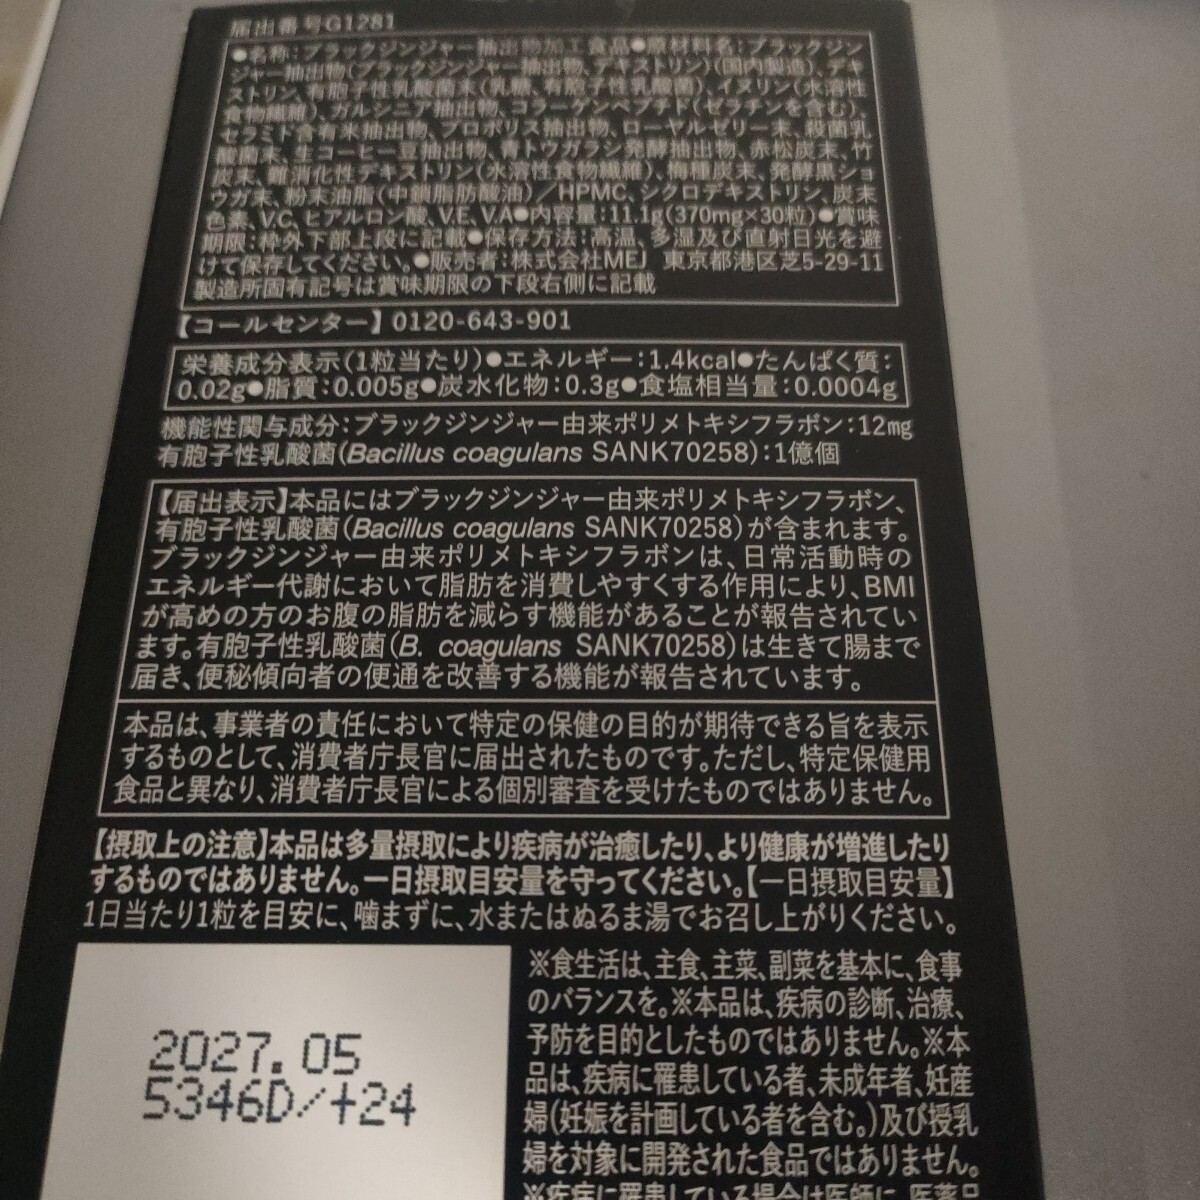 届出番号G1281
●名称:ブラックジンジャー抽出物加工食品●原材料名:ブラックジン
ジャー抽出物(ブラックジンジャー抽出物、デキストリン)(国内製造)、デキ
ストリン、有胞子性乳酸菌末(乳糖、有胞子性乳酸菌)、イヌリン(水溶性
食物繊維)、ガルシニア抽出物、コラーゲンペプチド(ゼラチンを含む)、
セラミド含有米抽出物、プロポリス抽出物、ローヤルゼリー末、殺菌乳
酸菌末、生コーヒー豆抽出物、青トウガラシ発酵抽出物、赤松炭末、竹
炭末、難消化性デキストリン(水溶性食物繊維)、梅種炭末、発酵黒ショ
ウガ末、粉末油脂(中鎖脂肪酸油)/HPMC、シクロデキストリン、炭末
色素、V.C、ヒアルロン酸、V.E、V.A●内容量:11.1g(370mg×30粒)●賞味
期限:枠外下部上段に記載●保存方法:高温、多湿及び直射日光を避
けて保存してください。●販売者:株式会社MEJ 東京都港区芝5-29-11
製造所固有記号は賞味期限の下段右側に記載
【コールセンター】0120-643-901
栄養成分表示(1粒当たり)●エネルギー:1.4kcal●たんぱく質:
0.02g●脂質:0.005g●炭水化物:0.3g●食塩相当量:0.0004g
機能性関与成分:ブラックジンジャー由来ポリメトキシフラボン:12mg
有胞子性乳酸菌(Bacillus coagulans SANK70258):1億個
【届出表示】本品にはブラックジンジャー由来ポリメトキシフラボン、
有胞子性乳酸菌(Bacillus coagulans SANK70258)が含まれます。
ブラックジンジャー由来ポリメトキシフラボンは、日常活動時の
エネルギー代謝において脂肪を消費しやすくする作用により、BMI
が高めの方のお腹の脂肪を減らす機能があることが報告されてい
ます。有胞子性乳酸菌(B. coagulans SANK70258)は生きて腸まで
届き、便秘傾向者の便通を改善する機能が報告されています。
本品は、事業者の責任において特定の保健の目的が期待できる旨を表示
するものとして、消費者庁長官に届出されたものです。ただし、特定保健用
食品と異なり、消費者庁長官による個別審査を受けたものではありません。
【摂取上の注意】本品は多量摂取により疾病が治癒したり、より健康が増進したり
するものではありません。一日摂取目安量を守ってください。【一日摂取目安量】
1日当たり1粒を目安に、噛まずに、水またはぬるま湯でお召し上がりください。
※食生活は、主食、主菜、副菜を基本に、食事
のバランスを。※本品は、疾病の診断、治療、
予防を目的としたものではありません。※本
品は、疾病に罹患している者、未成年者、妊産
婦(妊娠を計画している者を含む。)及び授乳
婦を対象に開発された食品ではありません。
※疾病に罹患している場合は医師に、医薬品
2027.05
5346D/+24